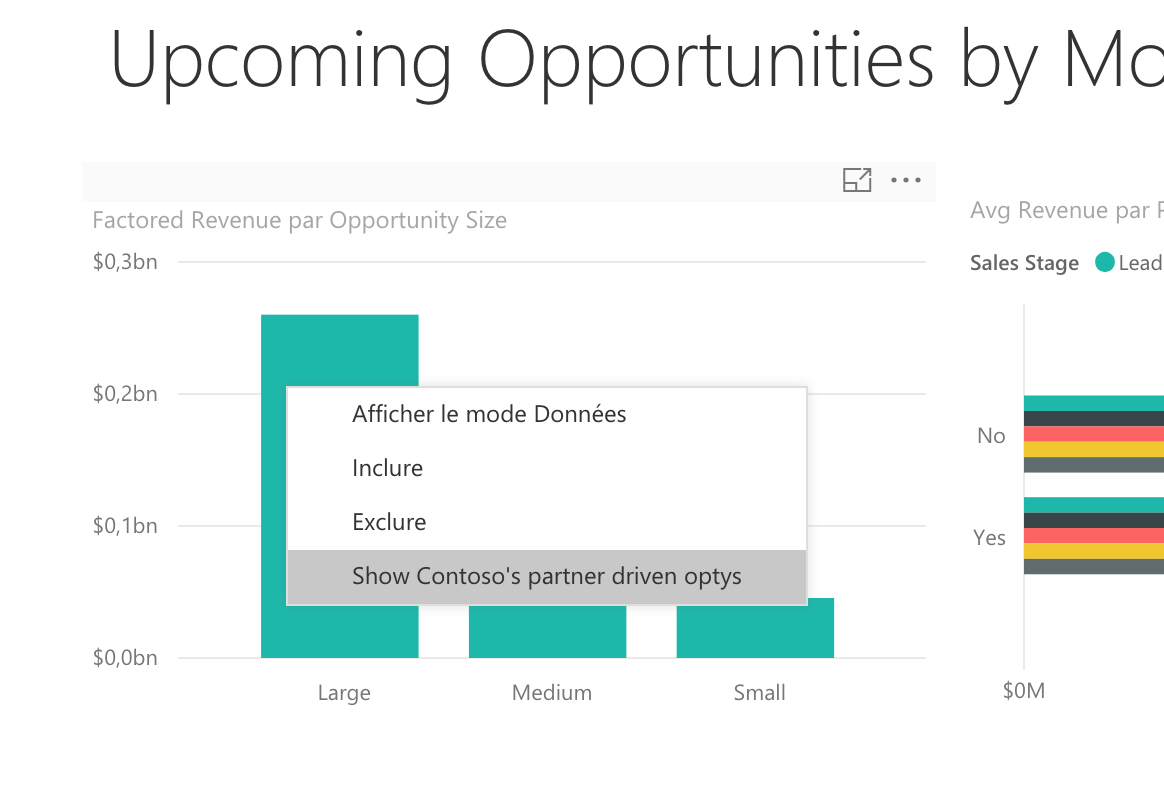 Upcoming Opportunities by Mo
Factored Revenue par Opportunity Size
$0,3bn
$0,2bn
$0,1bn
$0,0bn
Large
Medium
Small
Afficher le mode Données
Inclure
Exclure
Show Contoso's partner driven optys
Avg Revenue par
Sales Stage
Lead
No
Yes
$0M